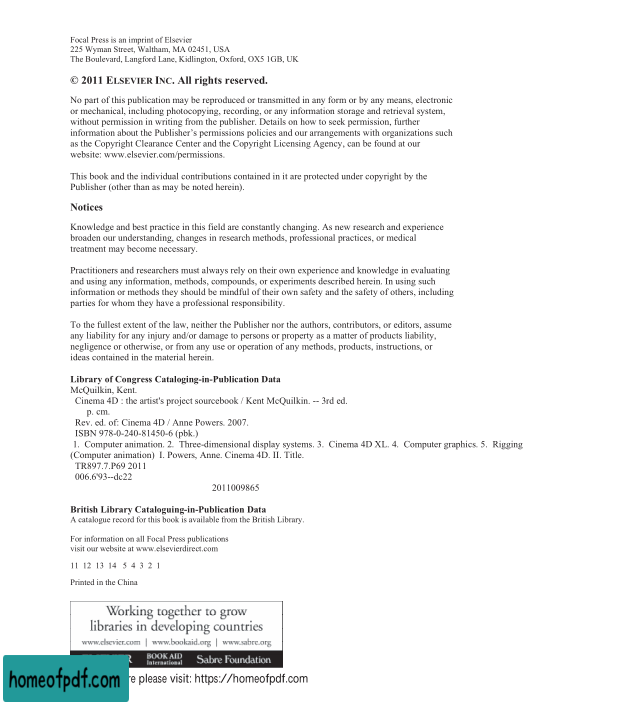 Focal Press is an imprint of Elsevier
225 Wyman Street, Waltham, MA 02451, USA
The Boulevard, Langford Lane, Kidlington, Oxford, OX5 1GB, UK
© 2011 ELSEVIER INC. All rights reserved.
No part of this publication may be reproduced or transmitted in any form or by any means, electronic
or mechanical, including photocopying, recording, or any information storage and retrieval system,
without permission in writing from the publisher. Details on how to seek permission, further
information about the Publisher's permissions policies and our arrangements with organizations such
as the Copyright Clearance Center and the Copyright Licensing Agency, can be found at our
website: www.elsevier.com/permissions.
This book and the individual contributions contained in it are protected under copyright by the
Publisher (other than as may be noted herein).
Notices
Knowledge and best practice in this field are constantly changing. As new research and experience
broaden our understanding, changes in research methods, professional practices, or medical
treatment may become necessary.
Practitioners and researchers must always rely on their own experience and knowledge in evaluating
and using any information, methods, compounds, or experiments described herein. In using such
information or methods they should be mindful of their own safety and the safety of others, including
parties for whom they have a professional responsibility.
To the fullest extent of the law, neither the Publisher nor the authors, contributors, or editors, assume
any liability for any injury and/or damage to persons or property as a matter of products liability,
negligence or otherwise, or from any use or operation of any methods, products, instructions, or
ideas contained in the material herein.
Library of Congress Cataloging-in-Publication Data
McQuilkin, Kent.
Cinema 4D : the artist's project sourcebook / Kent McQuilkin. -- 3rd ed.
p. cm.
Rev. ed. of: Cinema 4D / Anne Powers. 2007.
ISBN 978-0-240-81450-6 (pbk.)
1. Computer animation. 2. Three-dimensional display systems. 3. Cinema 4D XL. 4. Computer graphics. 5. Rigging
(Computer animation) I. Powers, Anne. Cinema 4D. II. Title.
TR897.7.P69 2011
006.6'93--dc22
2011009865
British Library Cataloguing-in-Publication Data
A catalogue record for this book is available from the British Library.
For information on all Focal Press publications
visit our website at www.elsevierdirect.com
11 12 13 14 5 4 3 2 1
Printed in the China
Working together to grow
libraries in developing countries
www.elsevier.com | www.bookaid.org | www.sabre.org
BOOK AID International Sabre Foundation
homeofpdf.com
re please visit: https://homeofpdf.com